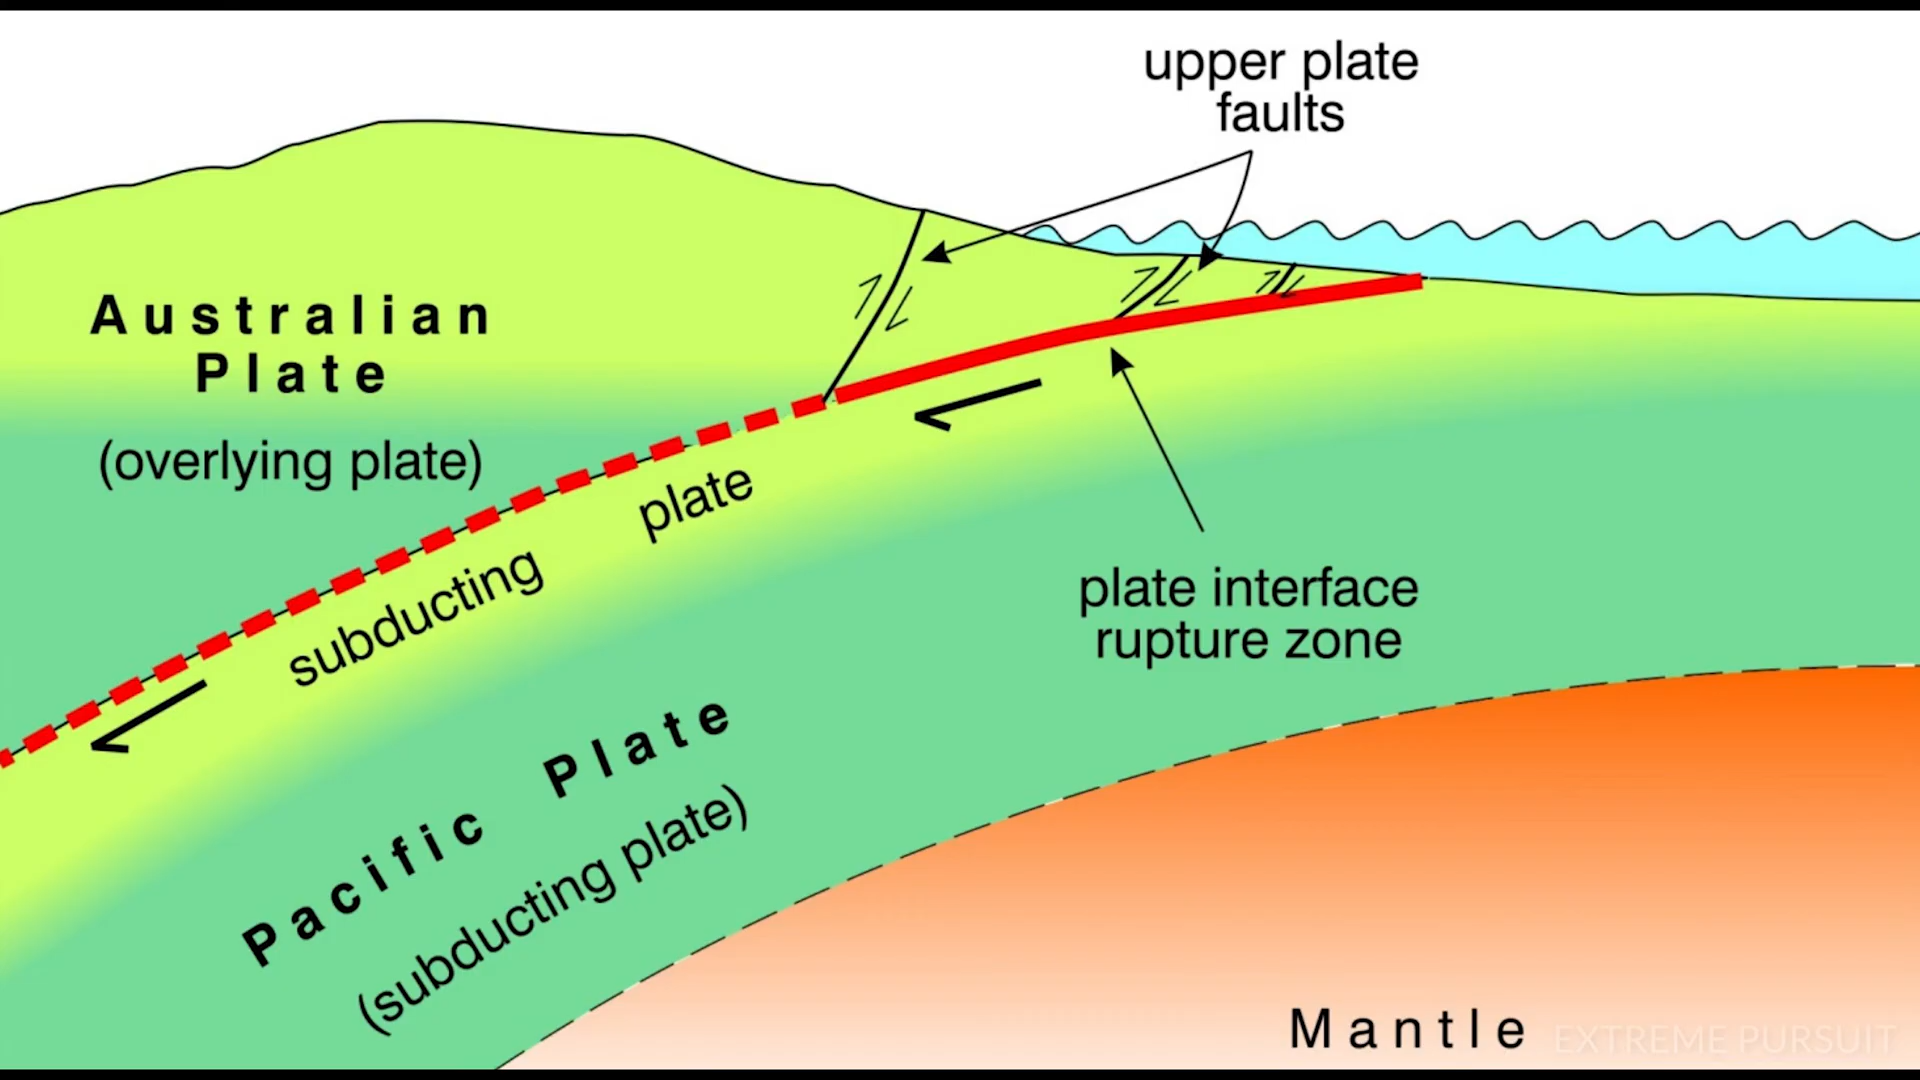 upper plate
faults
Australian
Plate
(overlying plate)
subducting plate
plate interface
rupture zone
Pacific Plate
(subducting plate)
Mantle
EXTREME PURSUIT